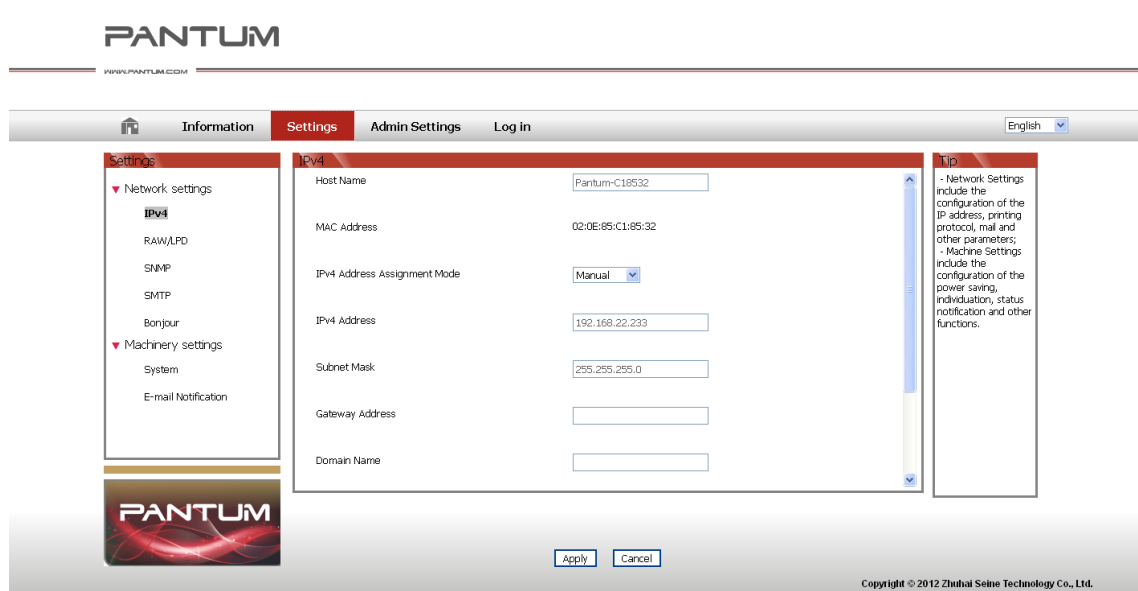 PANTUM
WWW.PANTUM.COM
Information Settings Admin Settings Log in English
Settings
Network settings
IPv4
RAW/LPD
SNMP
SMTP
Bonjour
Machinery settings
System
E-mail Notification
PANTUM
IPv4
Host Name Pantum-C18532
MAC Address 02:0E:85:C1:85:32
IPv4 Address Assignment Mode Manual
IPv4 Address 192.168.22.233
Subnet Mask 255.255.255.0
Gateway Address
Domain Name
Tip
- Network Settings
include the
configuration of the
IP address, printing
protocol, mail and
other parameters;
- Machine Settings
include the
configuration of the
power saving,
individuation, status
notification and other
functions.
Apply Cancel
Copyright © 2012 Zhuhai Seine Technology Co., Ltd.